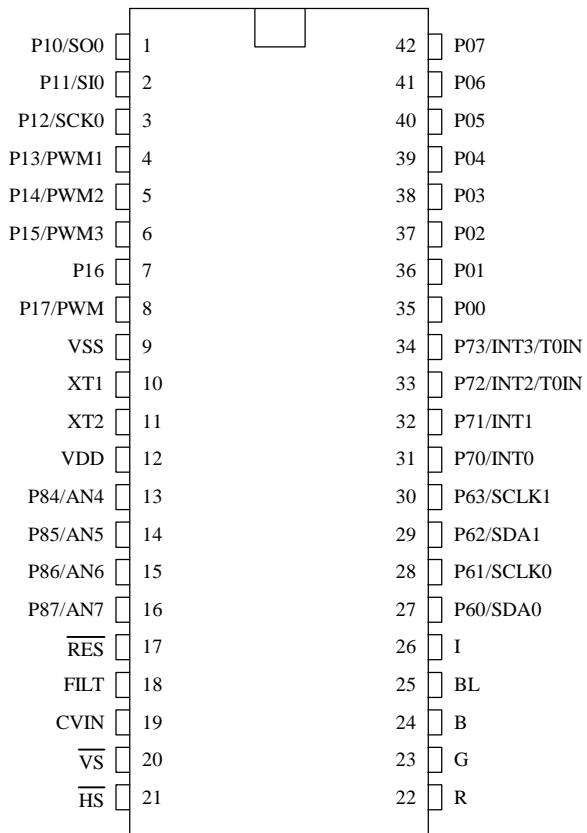 P10/SO0 1 42 P07
P11/SI0 2 41 P06
P12/SCK0 3 40 P05
P13/PWM1 4 39 P04
P14/PWM2 5 38 P03
P15/PWM3 6 37 P02
P16 7 36 P01
P17/PWM 8 35 P00
VSS 9 34 P73/INT3/T0IN
XT1 10 33 P72/INT2/T0IN
XT2 11 32 P71/INT1
VDD 12 31 P70/INT0
P84/AN4 13 30 P63/SCLK1
P85/AN5 14 29 P62/SDA1
P86/AN6 15 28 P61/SCLK0
P87/AN7 16 27 P60/SDA0
R̅E̅S̅ 17 26 I
FILT 18 25 BL
CVIN 19 24 B
V̅S̅ 20 23 G
H̅S̅ 21 22 R